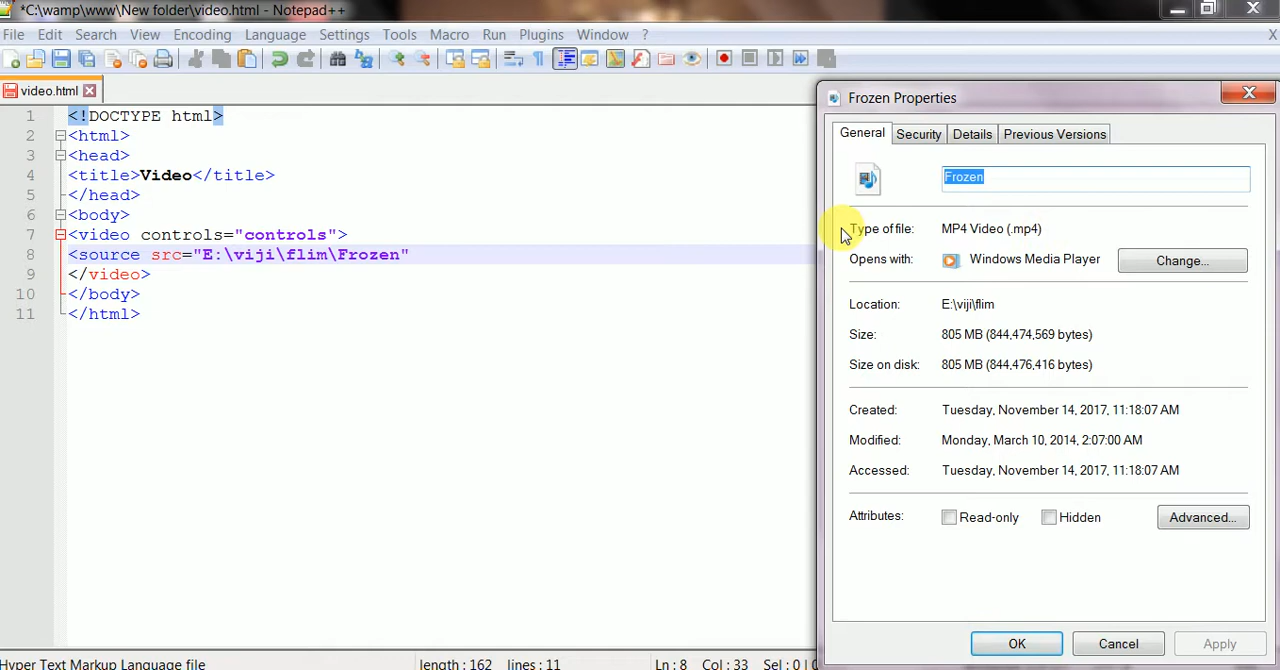 *C:\wamp\www\New folder\video.html - Notepad++
File Edit Search View Encoding Language Settings Tools Macro Run Plugins Window ? X
video.html
1 <!DOCTYPE html>
2 <html>
3 <head>
4 <title>Video</title>
5 </head>
6 <body>
7 <video controls="controls">
8 <source src="E:\viji\flim\Frozen"
9 </video>
10 </body>
11 </html>
Hyper Text Markup Language file length : 162 lines : 11 Ln : 8 Col : 33 Sel : 0 | 0
Frozen Properties
General Security Details Previous Versions
Frozen
Type of file: MP4 Video (.mp4)
Opens with: Windows Media Player Change...
Location: E:\viji\flim
Size: 805 MB (844,474,569 bytes)
Size on disk: 805 MB (844,476,416 bytes)
Created: Tuesday, November 14, 2017, 11:18:07 AM
Modified: Monday, March 10, 2014, 2:07:00 AM
Accessed: Tuesday, November 14, 2017, 11:18:07 AM
Attributes: Read-only Hidden Advanced...
OK Cancel Apply